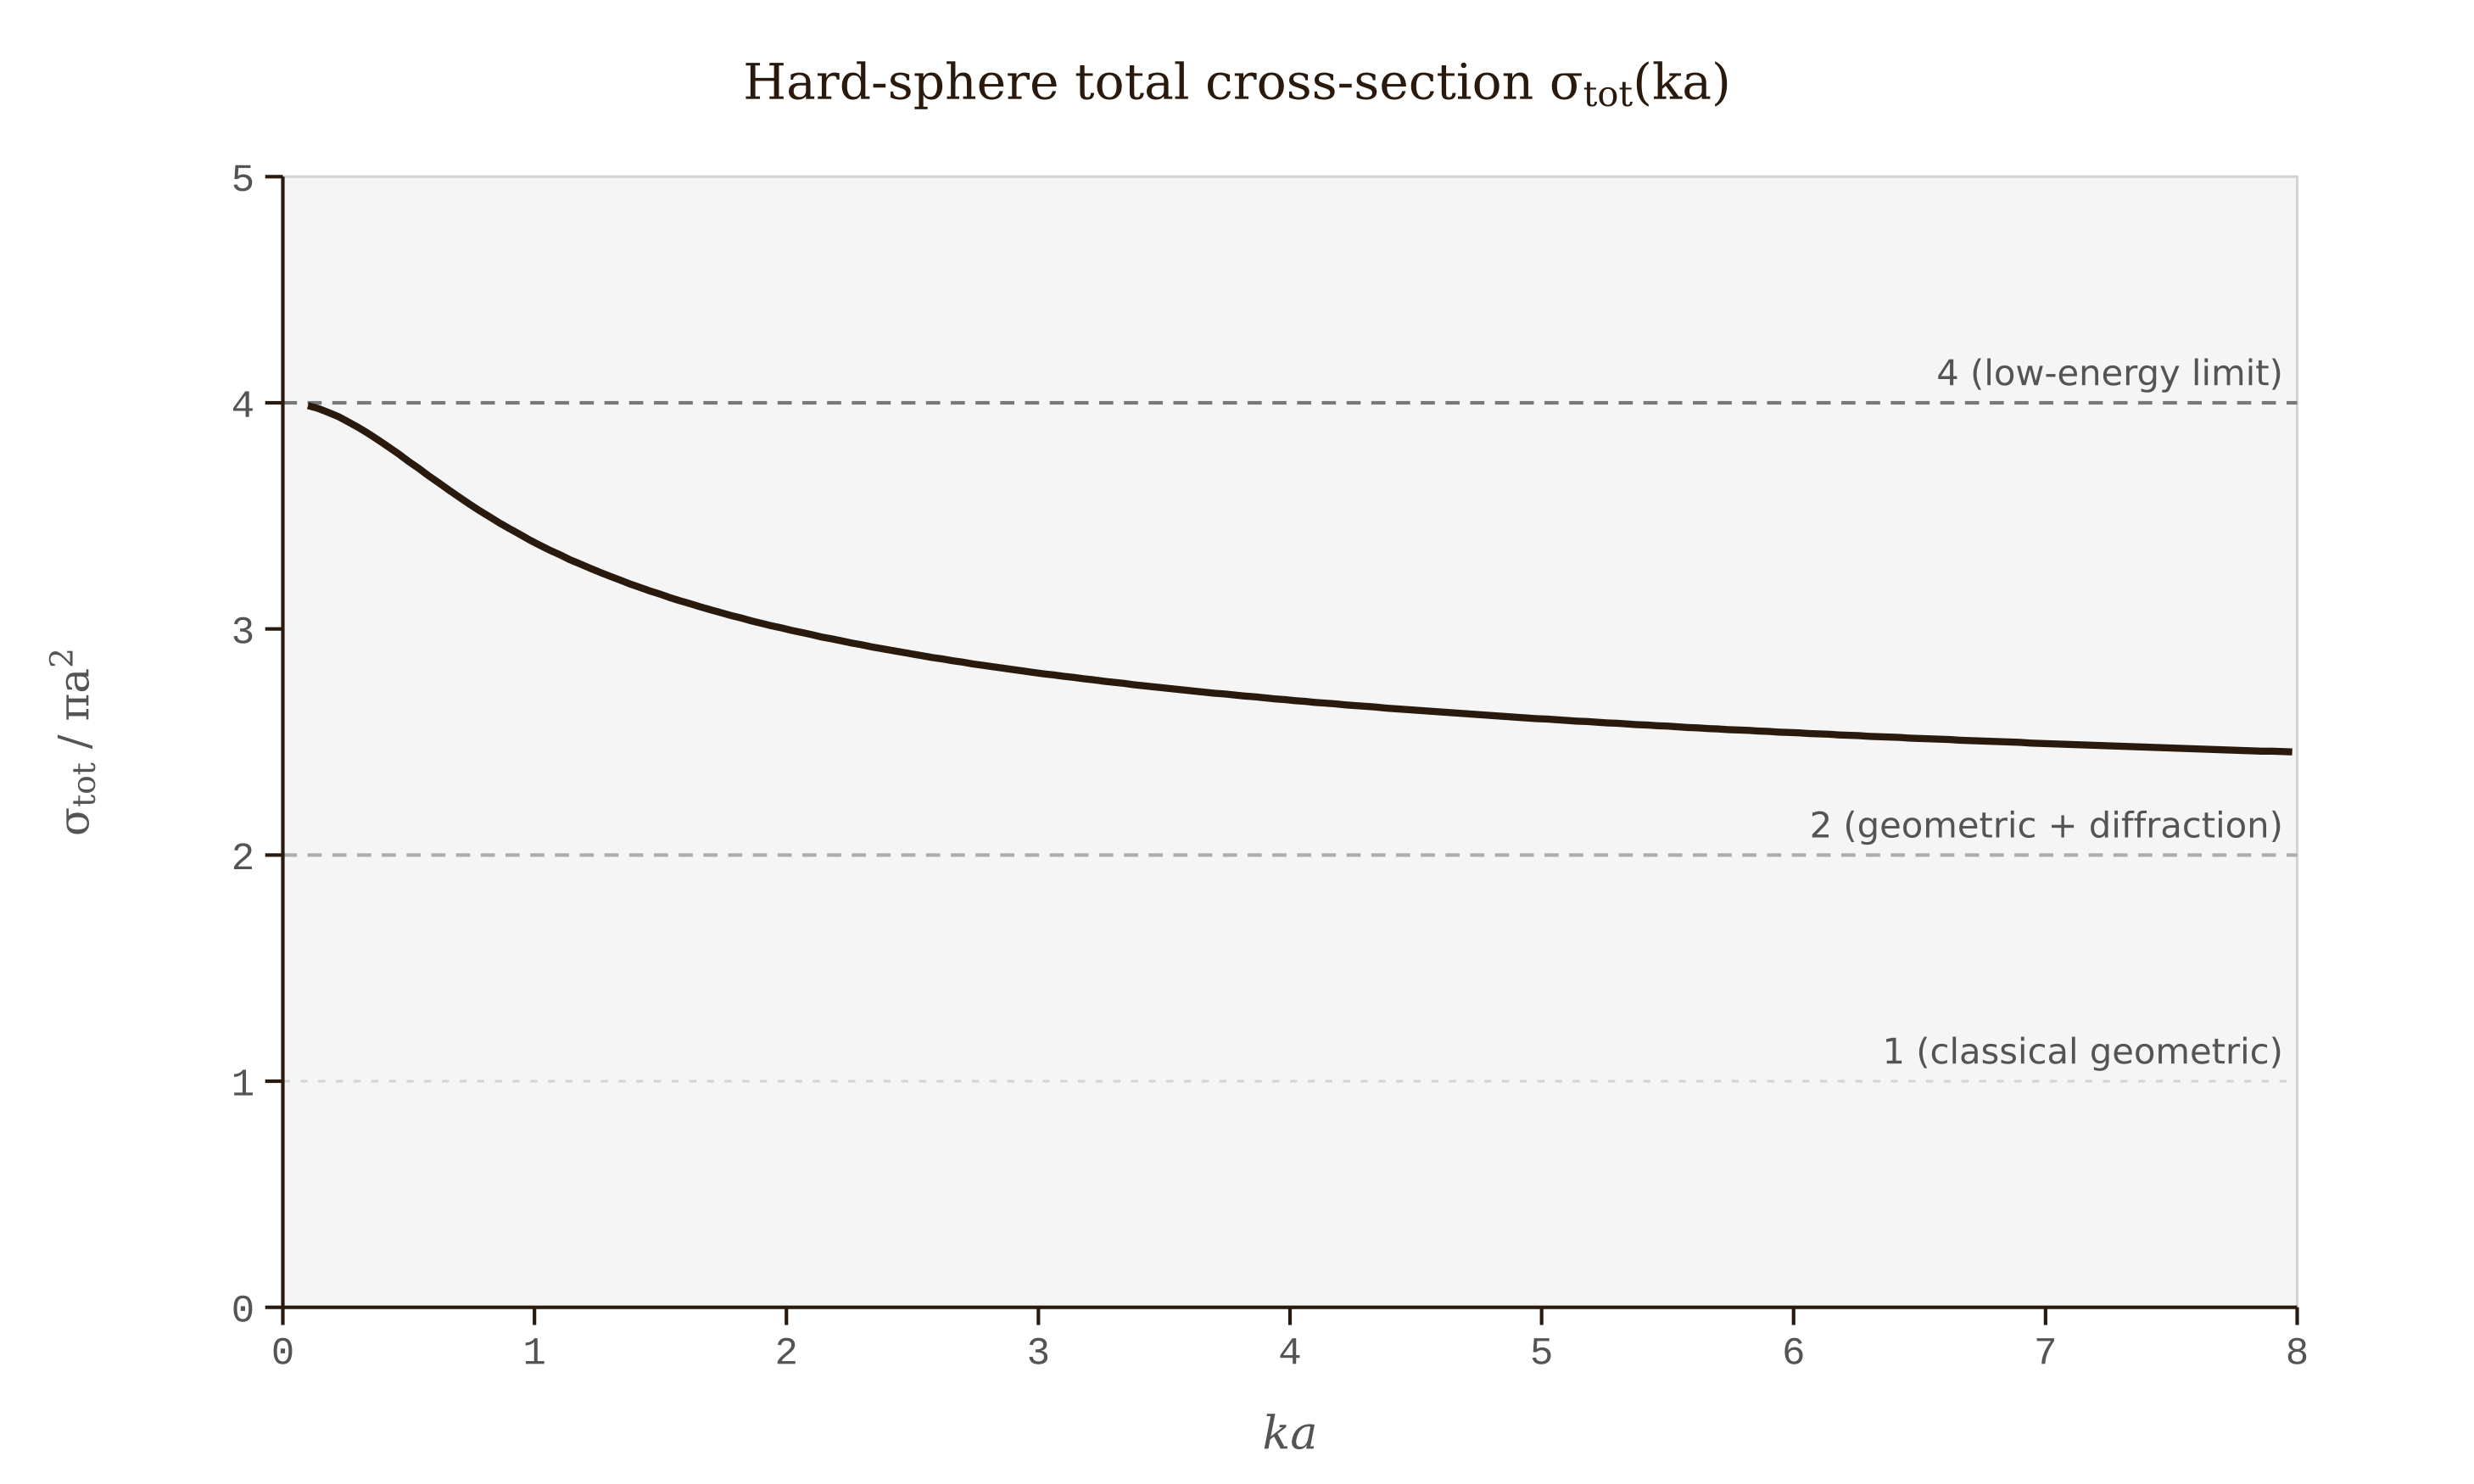 Hard-sphere total cross-section σₜₒₜ(ka)
5
4
3
2
1
0
σₜₒₜ / πa²
4 (low-energy limit)
2 (geometric + diffraction)
1 (classical geometric)
0 1 2 3 4 5 6 7 8
ka